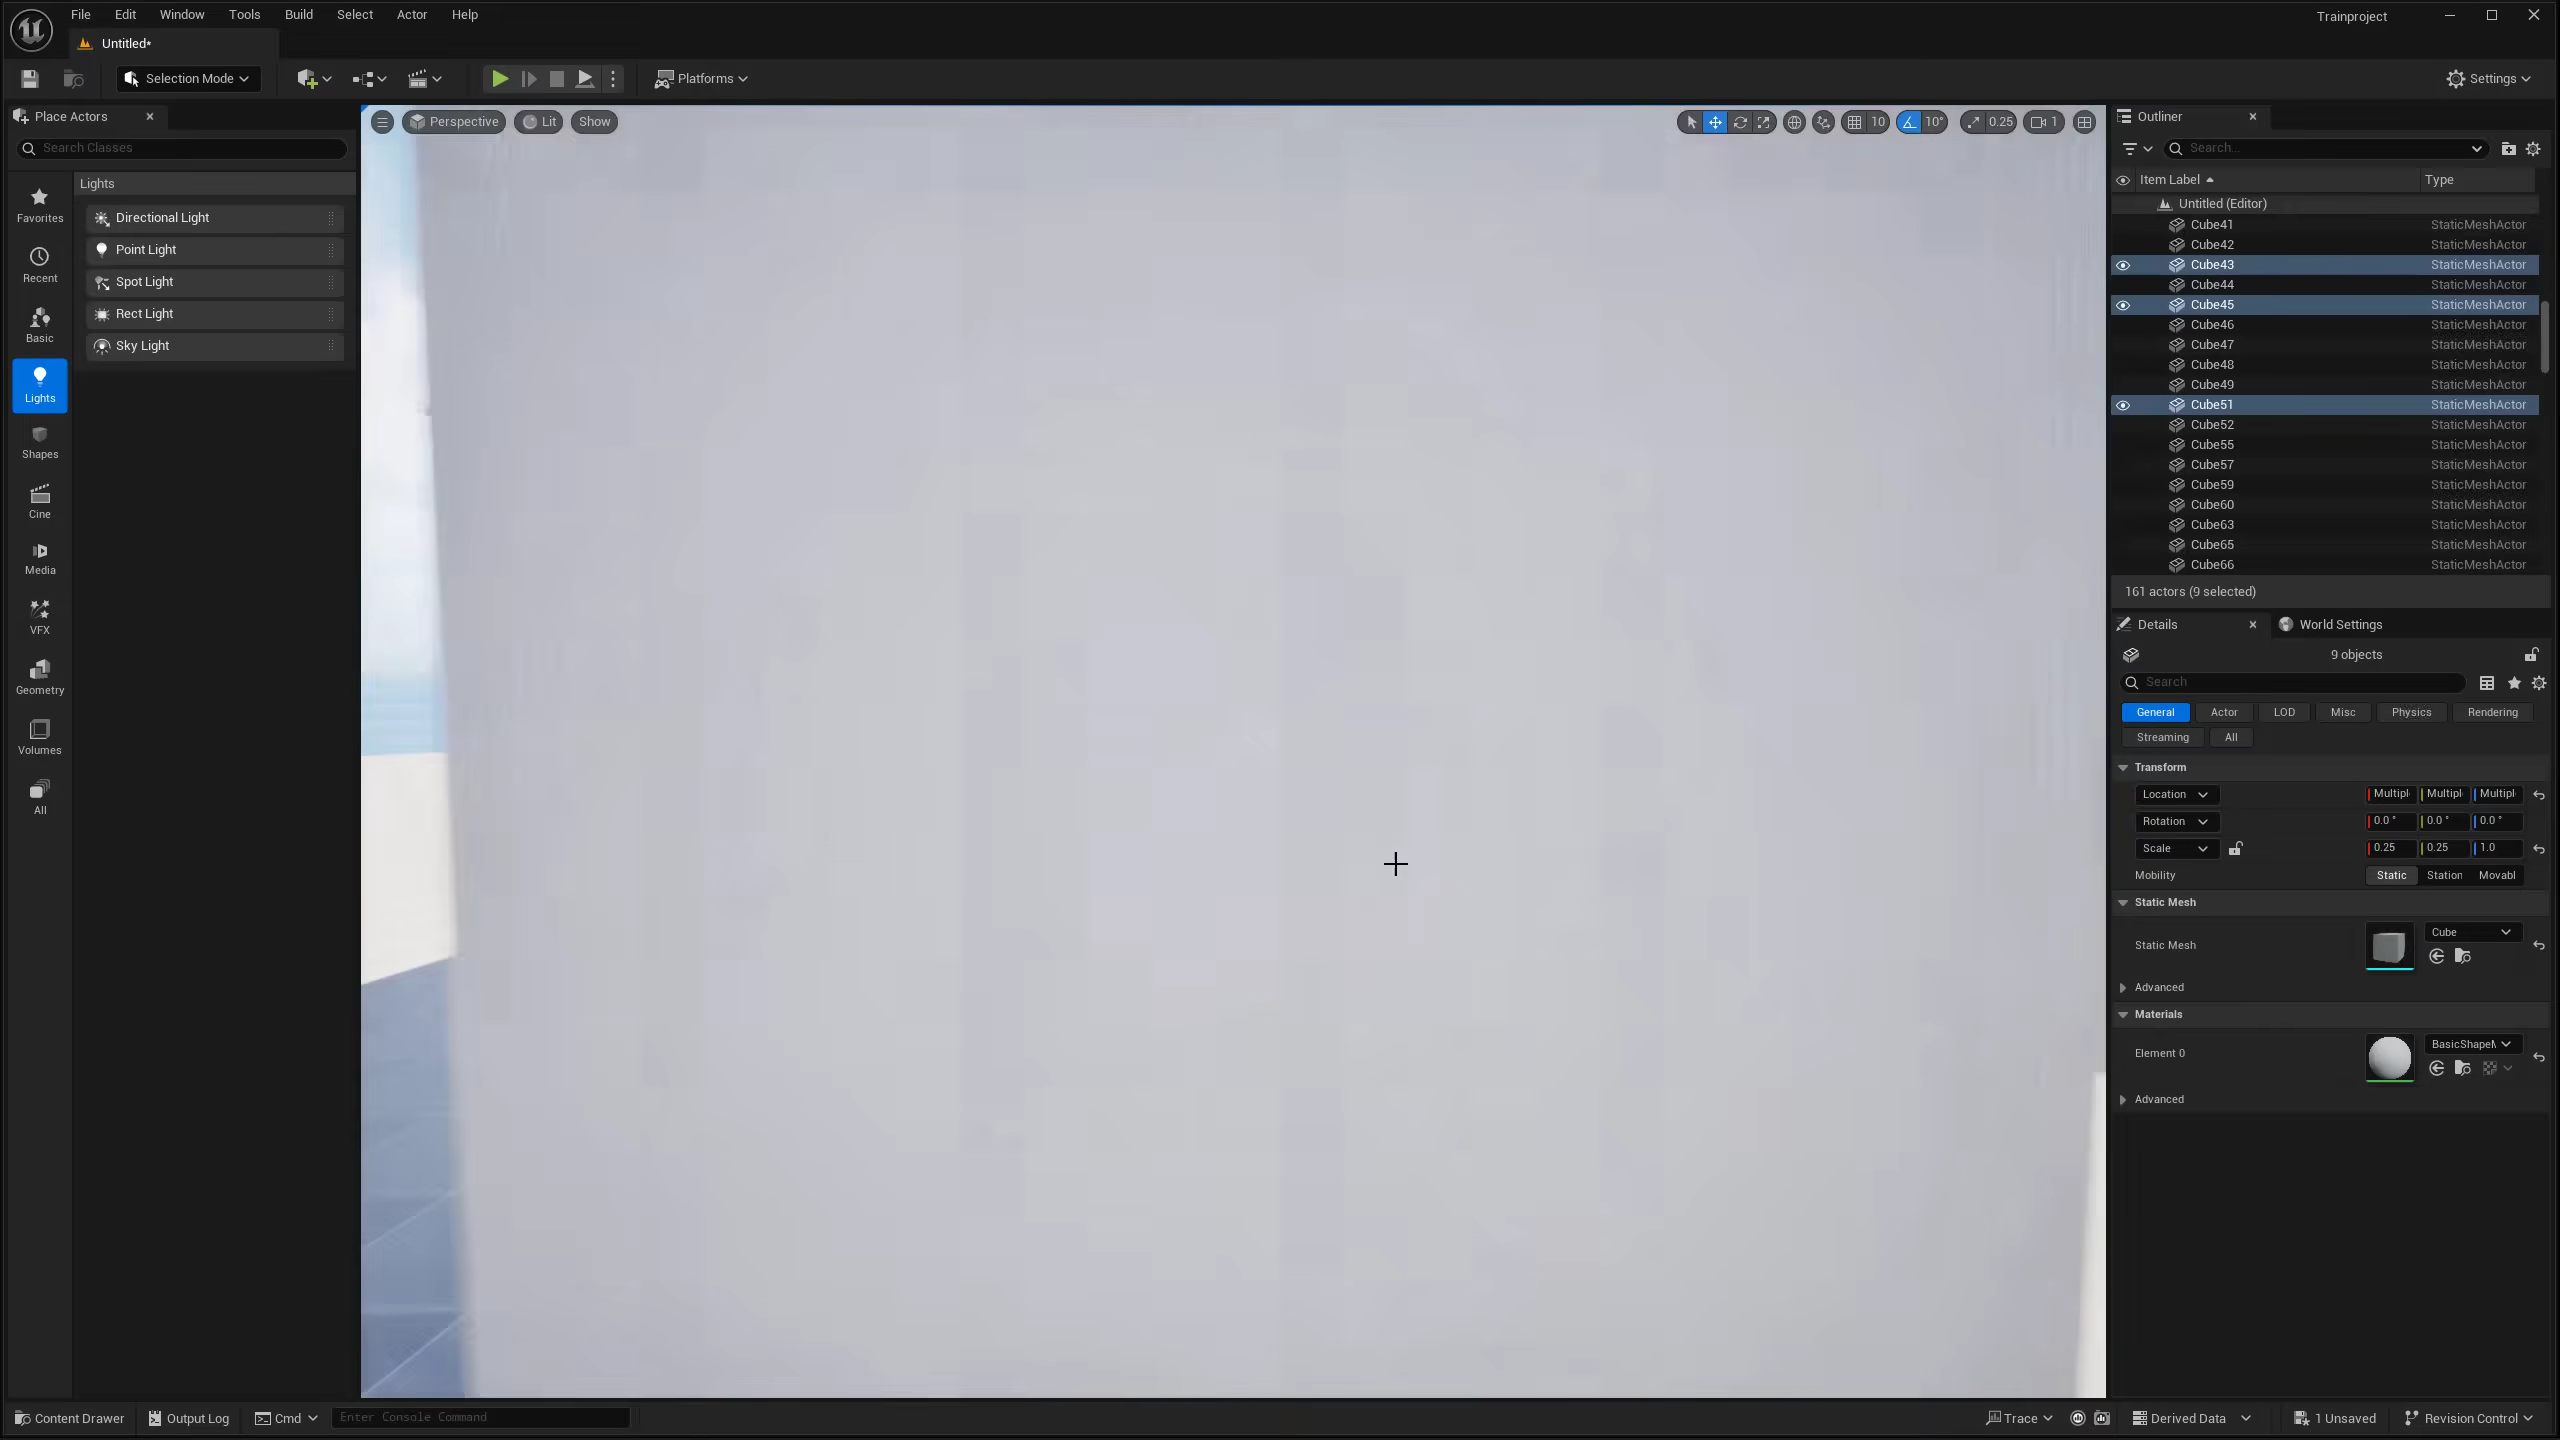 File Edit Window Tools Build Select Actor Help
Trainproject
Untitled*
Selection Mode
Platforms
Settings
Place Actors
Search Classes
Favorites
Recent
Basic
Lights
Shapes
Cine
Media
VFX
Geometry
Volumes
All
Lights
Directional Light
Point Light
Spot Light
Rect Light
Sky Light
Perspective Lit Show
10 10° 0.25 1
Outliner
Search...
Item Label Type
Untitled (Editor)
Cube41 StaticMeshActor
Cube42 StaticMeshActor
Cube43 StaticMeshActor
Cube44 StaticMeshActor
Cube45 StaticMeshActor
Cube46 StaticMeshActor
Cube47 StaticMeshActor
Cube48 StaticMeshActor
Cube49 StaticMeshActor
Cube51 StaticMeshActor
Cube52 StaticMeshActor
Cube55 StaticMeshActor
Cube57 StaticMeshActor
Cube59 StaticMeshActor
Cube60 StaticMeshActor
Cube63 StaticMeshActor
Cube65 StaticMeshActor
Cube66 StaticMeshActor
161 actors (9 selected)
Details World Settings
9 objects
Search
General Actor LOD Misc Physics Rendering
Streaming All
Transform
Location Multipl Multipl Multipl
Rotation 0.0 ° 0.0 ° 0.0 °
Scale 0.25 0.25 1.0
Mobility Static Station Movabl
Static Mesh
Static Mesh Cube
Advanced
Materials
Element 0 BasicShapeM
Advanced
Content Drawer Output Log Cmd Enter Console Command
Trace Derived Data 1 Unsaved Revision Control